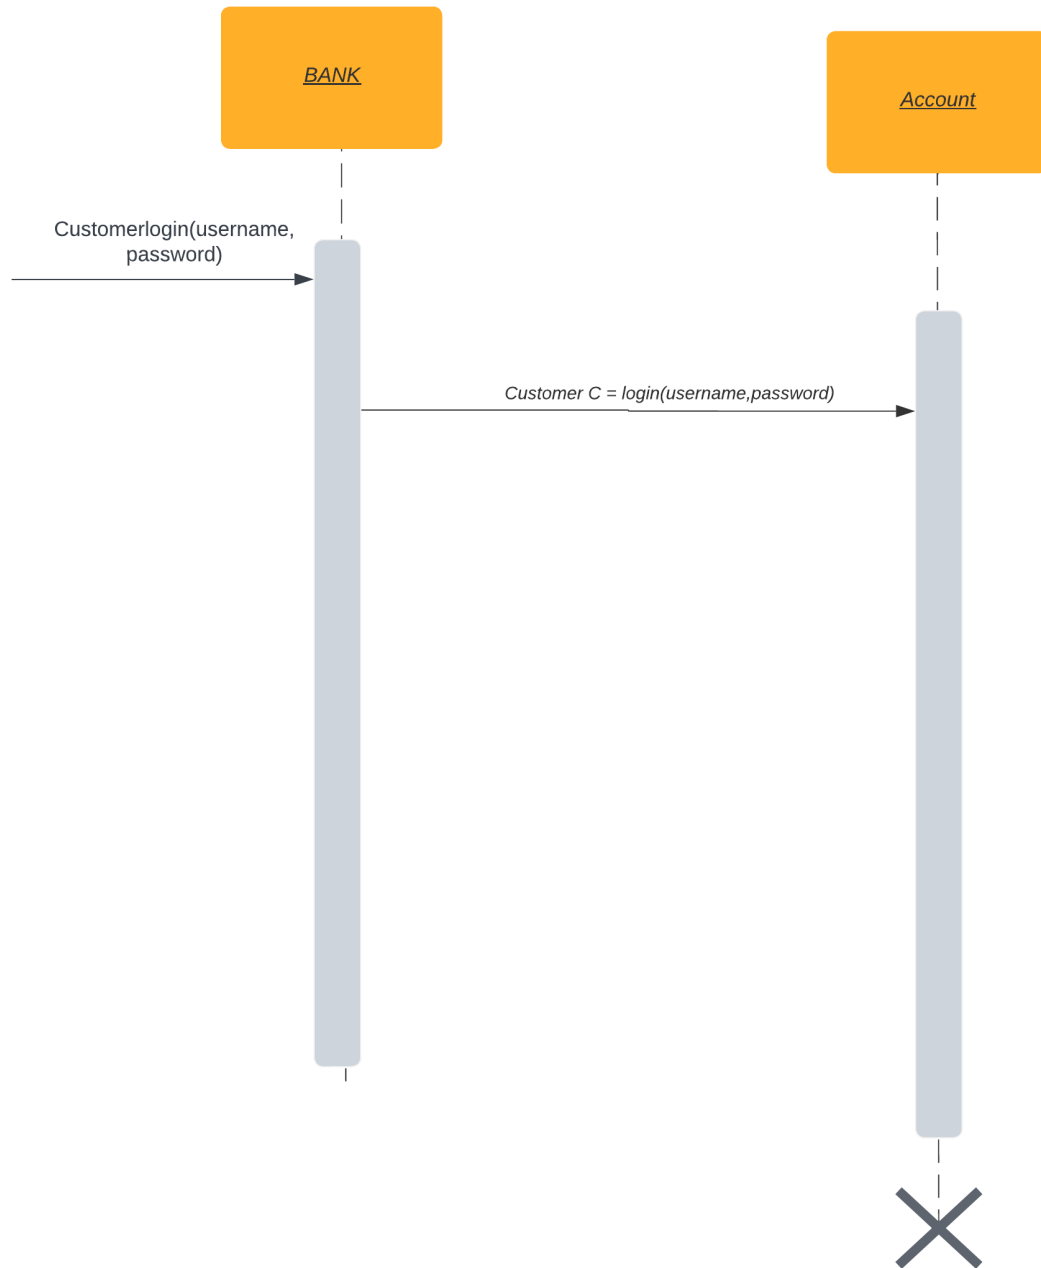 BANK
Account
Customerlogin(username,
password)
Customer C = login(username,password)